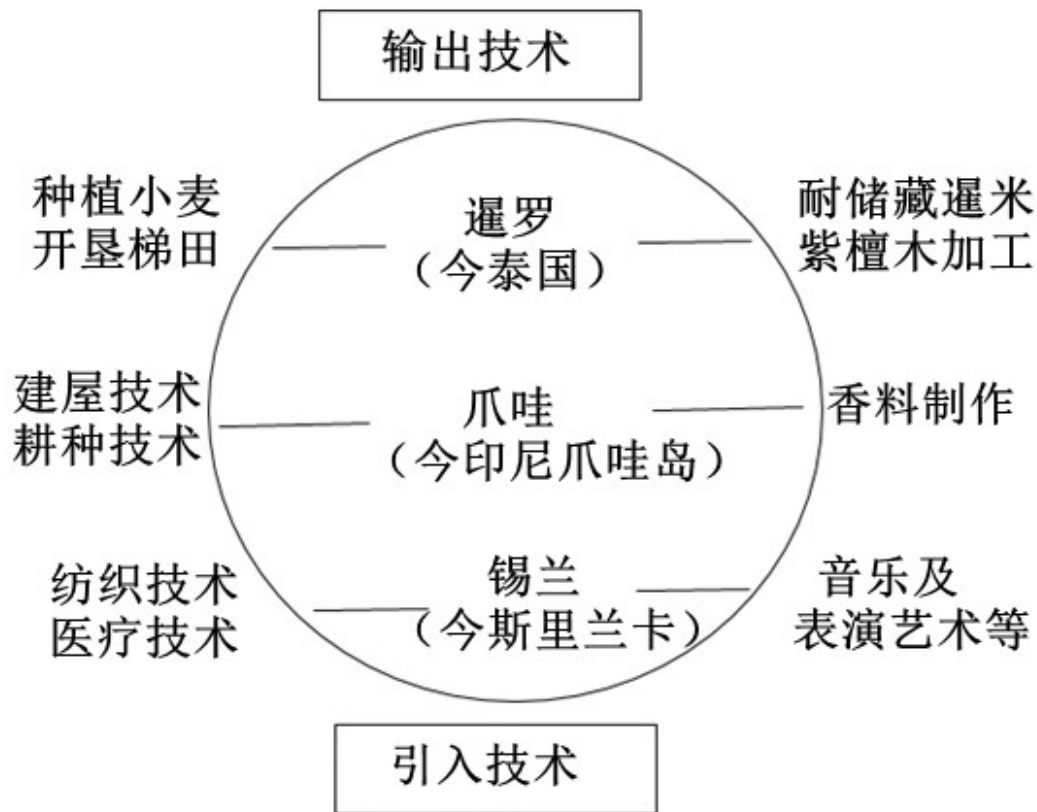 输出技术
种植小麦
开垦梯田
暹罗
（今泰国）
耐储藏暹米
紫檀木加工
建屋技术
耕种技术
爪哇
（今印尼爪哇岛）
香料制作
纺织技术
医疗技术
锡兰
（今斯里兰卡）
音乐及
表演艺术等
引入技术